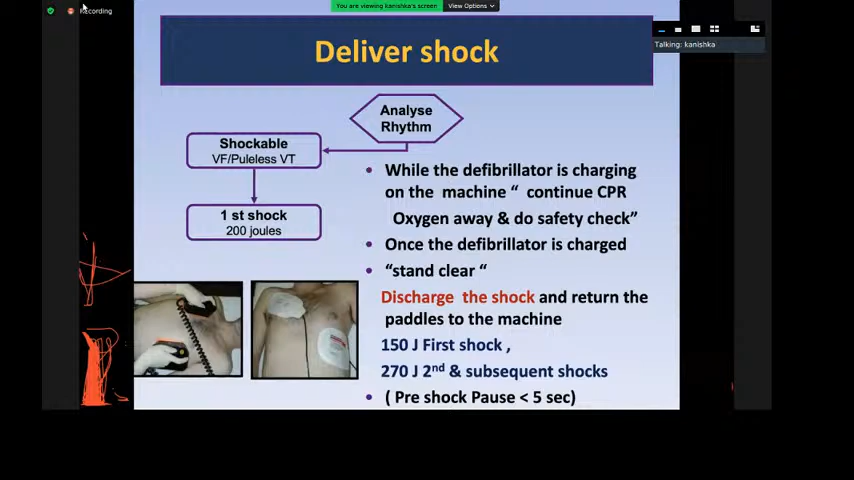 Recording
You are viewing kanishka's screen
View Options
Talking: kanishka
Deliver shock
Analyse
Rhythm
Shockable
VF/Puleless VT
1 st shock
200 joules
• While the defibrillator is charging
on the machine “ continue CPR
Oxygen away & do safety check”
• Once the defibrillator is charged
• “stand clear “
Discharge the shock and return the
paddles to the machine
150 J First shock ,
270 J 2nd & subsequent shocks
• ( Pre shock Pause < 5 sec)